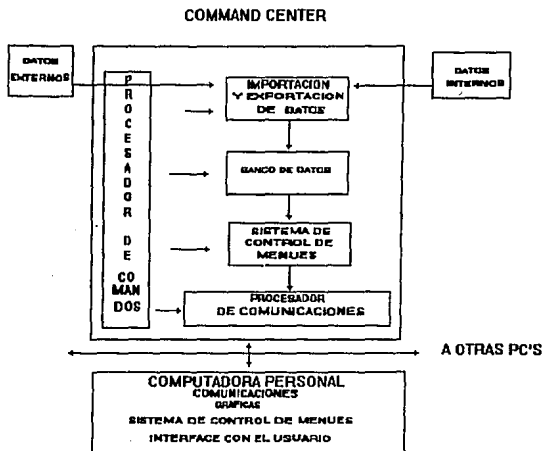 COMMAND CENTER
DATOS
EXTERNOS
DATOS
INTERNOS
PROCESADOR
DE
CO
MAN
DOS
IMPORTACION
Y EXPORTACION
DE DATOS
BANCO DE DATOS
SISTEMA DE
CONTROL DE
MENUES
PROCESADOR
DE COMUNICACIONES
A OTRAS PC'S
COMPUTADORA PERSONAL
COMUNICACIONES
GRAFICAS
SISTEMA DE CONTROL DE MENUES
INTERFACE CON EL USUARIO